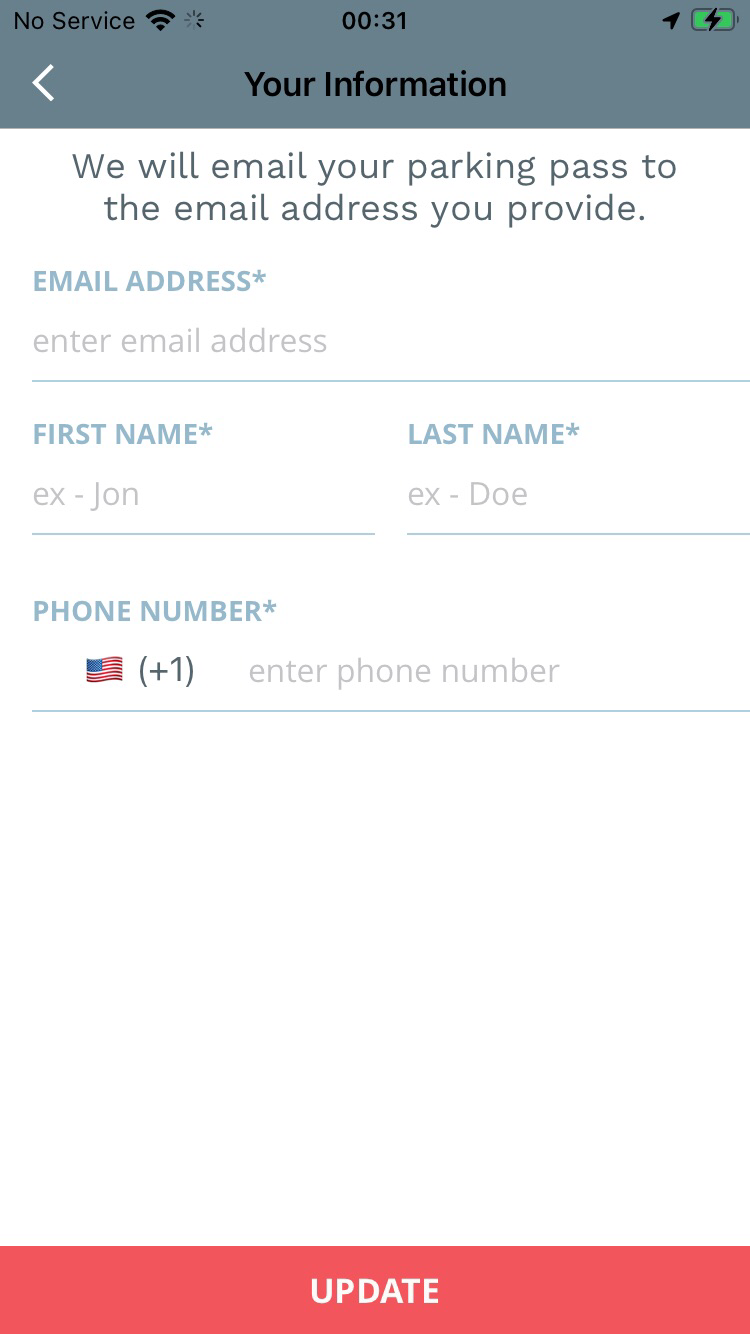 No Service 00:31
Your Information
We will email your parking pass to
the email address you provide.
EMAIL ADDRESS*
enter email address
FIRST NAME* LAST NAME*
ex - Jon ex - Doe
PHONE NUMBER*
(+1) enter phone number
UPDATE